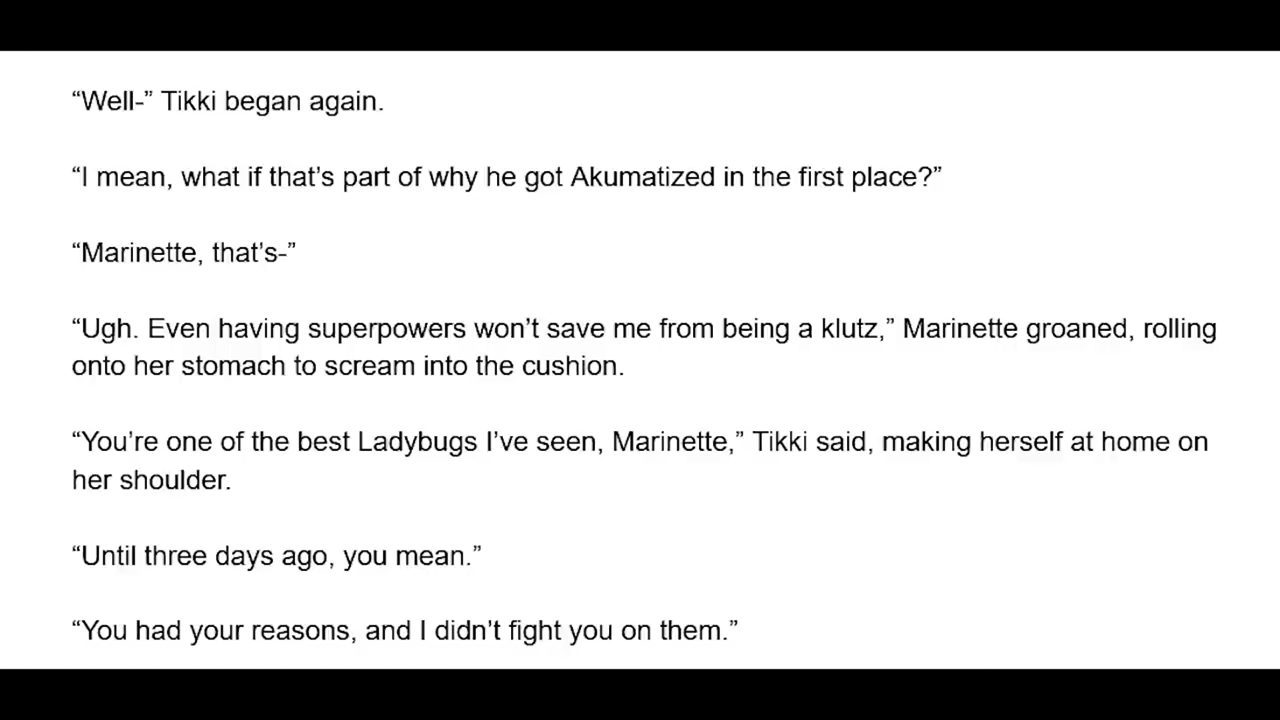 “Well-” Tikki began again.
“I mean, what if that’s part of why he got Akumatized in the first place?”
“Marinette, that’s-”
“Ugh. Even having superpowers won’t save me from being a klutz,” Marinette groaned, rolling
onto her stomach to scream into the cushion.
“You’re one of the best Ladybugs I’ve seen, Marinette,” Tikki said, making herself at home on
her shoulder.
“Until three days ago, you mean.”
“You had your reasons, and I didn’t fight you on them.”